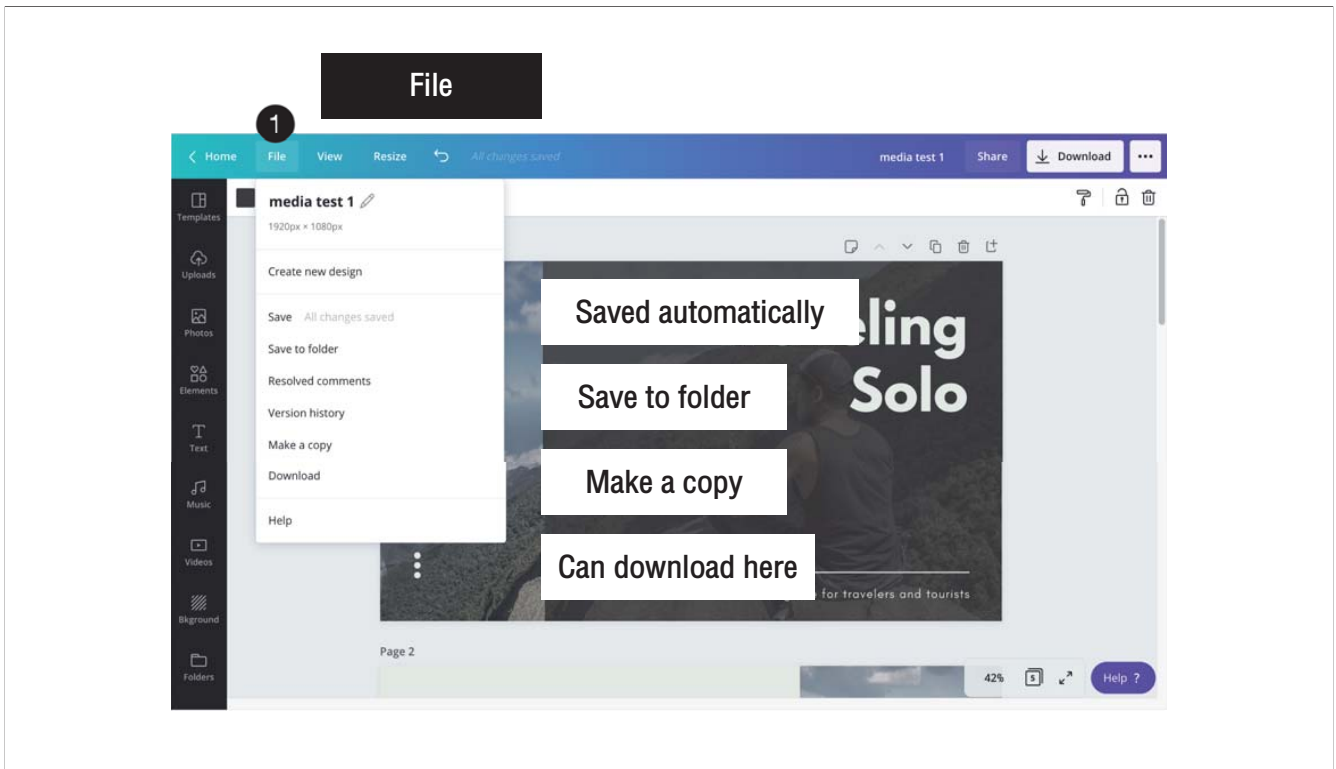 File
1
Home File View Resize All changes saved media test 1 Share Download
media test 1
1920px × 1080px
Create new design
Save All changes saved
Save to folder
Resolved comments
Version history
Make a copy
Download
Help
Templates
Uploads
Photos
Elements
Text
Music
Videos
Bkground
Folders
Saved automatically
Save to folder
Make a copy
Can download here
eling
Solo
for travelers and tourists
Page 2
42% 5 Help ?